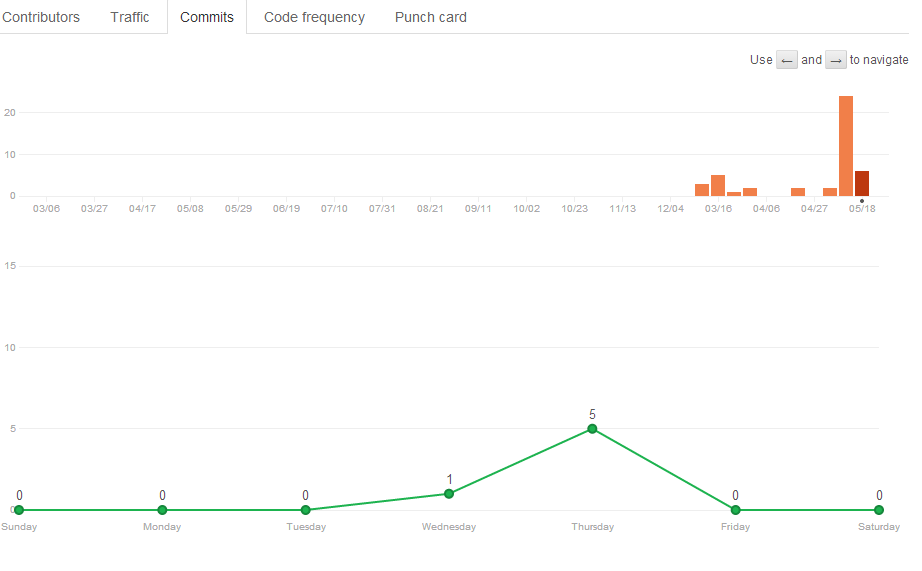 Contributors Traffic Commits Code frequency Punch card
Use ← and → to navigate
20
10
0
03/06 03/27 04/17 05/08 05/29 06/19 07/10 07/31 08/21 09/11 10/02 10/23 11/13 12/04 03/16 04/06 04/27 05/18
15
10
5
5
1
0 0 0 0 0
0
Sunday Monday Tuesday Wednesday Thursday Friday Saturday